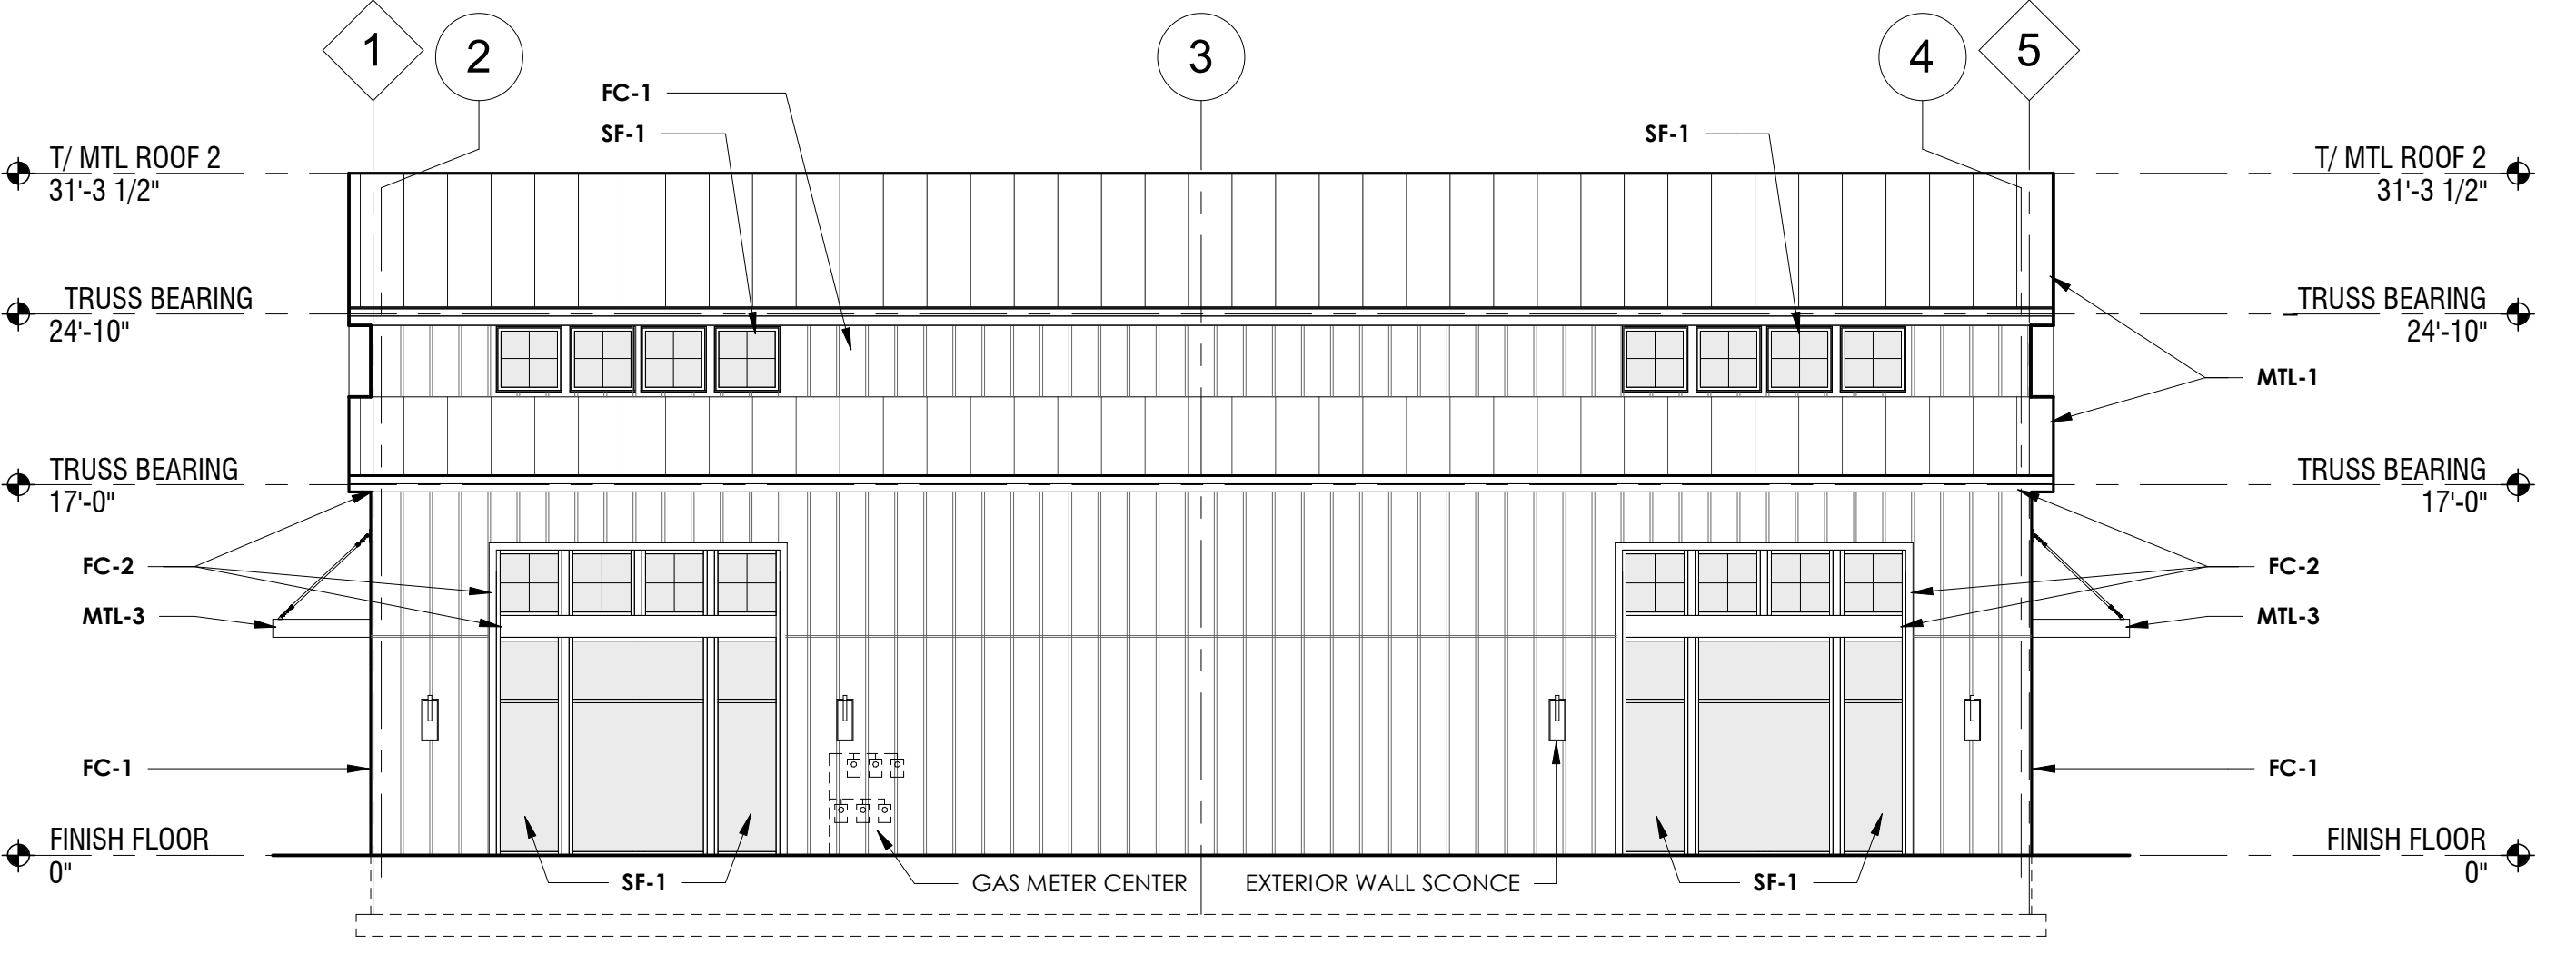 1
2
3
4
5
FC-1
SF-1
SF-1
T/ MTL ROOF 2
31'-3 1/2"
T/ MTL ROOF 2
31'-3 1/2"
TRUSS BEARING
24'-10"
TRUSS BEARING
24'-10"
MTL-1
TRUSS BEARING
17'-0"
TRUSS BEARING
17'-0"
FC-2
FC-2
MTL-3
MTL-3
FC-1
FC-1
FINISH FLOOR
0"
FINISH FLOOR
0"
SF-1
GAS METER CENTER
EXTERIOR WALL SCONCE
SF-1